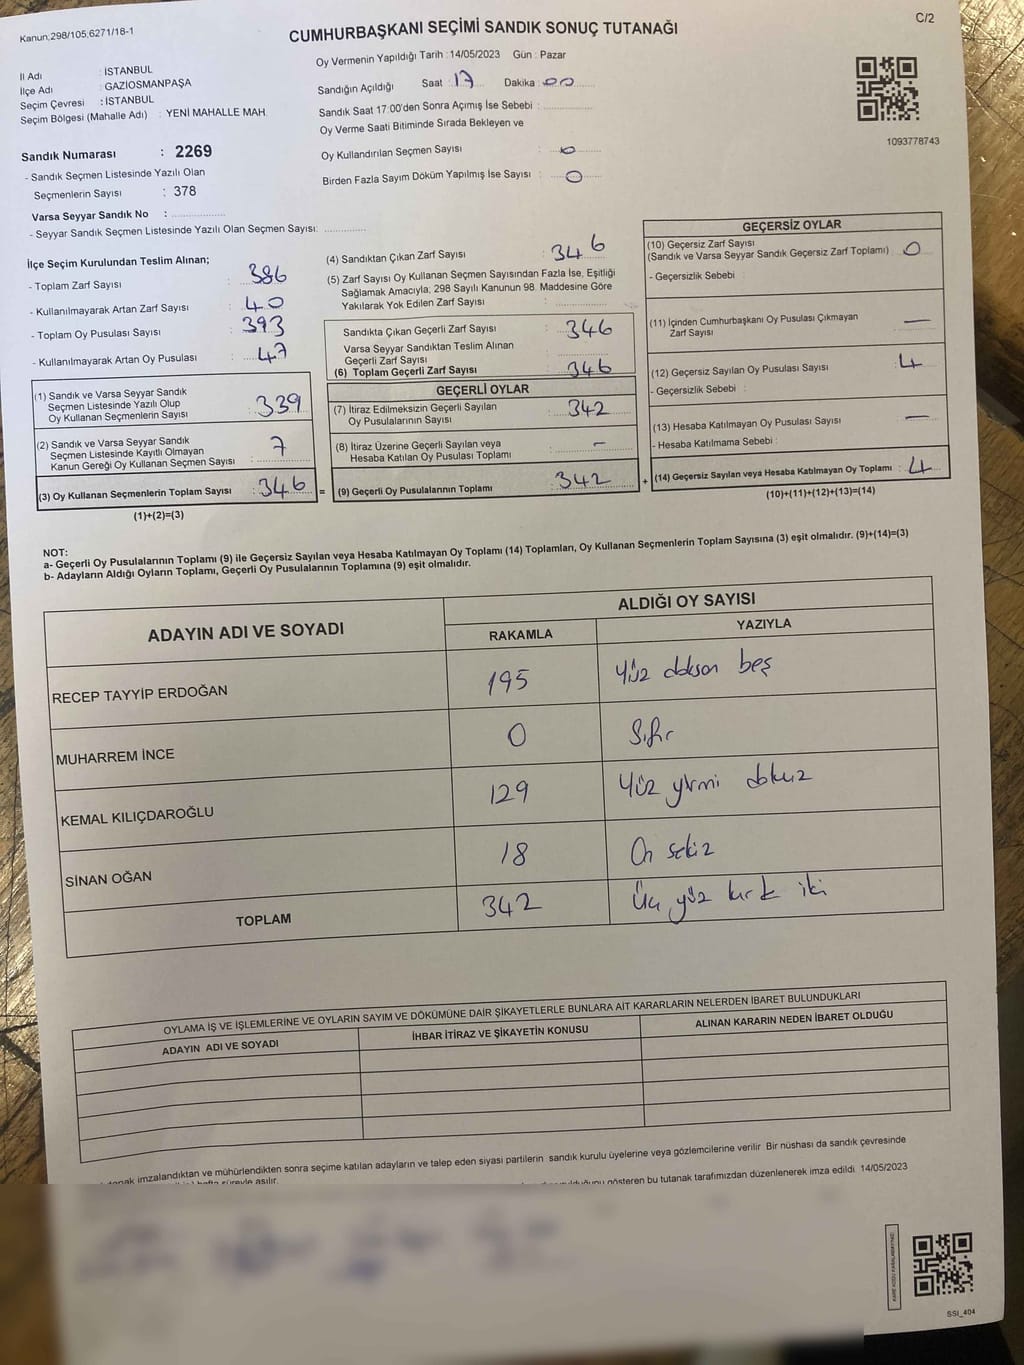 Kanun;298/105;6271/18-1
CUMHURBAŞKANI SEÇİMİ SANDIK SONUÇ TUTANAĞI
C/2
İl Adı : İSTANBUL
İlçe Adı : GAZİOSMANPAŞA
Seçim Çevresi : İSTANBUL
Seçim Bölgesi (Mahalle Adı) : YENİ MAHALLE MAH.
Sandık Numarası : 2269
- Sandık Seçmen Listesinde Yazılı Olan
Seçmenlerin Sayısı : 378
Varsa Seyyar Sandık No :
- Seyyar Sandık Seçmen Listesinde Yazılı Olan Seçmen Sayısı:
Oy Vermenin Yapıldığı Tarih :14/05/2023 Gün : Pazar
Sandığın Açıldığı Saat : 17 Dakika : 00
Sandık Saat 17:00'den Sonra Açımış İse Sebebi :
Oy Verme Saati Bitiminde Sırada Bekleyen ve
Oy Kullandırılan Seçmen Sayısı : 0
Birden Fazla Sayım Döküm Yapılmış İse Sayısı : 0
1093778743
İlçe Seçim Kurulundan Teslim Alınan;
- Toplam Zarf Sayısı : 386
- Kullanılmayarak Artan Zarf Sayısı : 40
- Toplam Oy Pusulası Sayısı : 393
- Kullanılmayarak Artan Oy Pusulası : 47
(1) Sandık ve Varsa Seyyar Sandık
Seçmen Listesinde Yazılı Olup
Oy Kullanan Seçmenlerin Sayısı : 339
(2) Sandık ve Varsa Seyyar Sandık
Seçmen Listesinde Kayıtlı Olmayan
Kanun Gereği Oy Kullanan Seçmen Sayısı : 7
(3) Oy Kullanan Seçmenlerin Toplam Sayısı : 346 =
(1)+(2)=(3)
(4) Sandıktan Çıkan Zarf Sayısı : 346
(5) Zarf Sayısı Oy Kullanan Seçmen Sayısından Fazla İse, Eşitliği
Sağlamak Amacıyla; 298 Sayılı Kanunun 98. Maddesine Göre
Yakılarak Yok Edilen Zarf Sayısı :
Sandıkta Çıkan Geçerli Zarf Sayısı : 346
Varsa Seyyar Sandıktan Teslim Alınan
Geçerli Zarf Sayısı :
(6) Toplam Geçerli Zarf Sayısı : 346
GEÇERLİ OYLAR
(7) İtiraz Edilmeksizin Geçerli Sayılan
Oy Pusulalarının Sayısı : 342
(8) İtiraz Üzerine Geçerli Sayılan veya
Hesaba Katılan Oy Pusulası Toplamı : –
(9) Geçerli Oy Pusulalarının Toplamı : 342 +
GEÇERSİZ OYLAR
(10) Geçersiz Zarf Sayısı
(Sandık ve Varsa Seyyar Sandık Geçersiz Zarf Toplamı) : 0
- Geçersizlik Sebebi :
(11) İçinden Cumhurbaşkanı Oy Pusulası Çıkmayan
Zarf Sayısı : —
(12) Geçersiz Sayılan Oy Pusulası Sayısı : 4
- Geçersizlik Sebebi :
(13) Hesaba Katılmayan Oy Pusulası Sayısı : —
- Hesaba Katılmama Sebebi :
(14) Geçersiz Sayılan veya Hesaba Katılmayan Oy Toplamı : 4
(10)+(11)+(12)+(13)=(14)
NOT:
a- Geçerli Oy Pusulalarının Toplamı (9) ile Geçersiz Sayılan veya Hesaba Katılmayan Oy Toplamı (14) Toplamları, Oy Kullanan Seçmenlerin Toplam Sayısına (3) eşit olmalıdır. (9)+(14)=(3)
b- Adayların Aldığı Oyların Toplamı, Geçerli Oy Pusulalarının Toplamına (9) eşit olmalıdır.
ADAYIN ADI VE SOYADI
ALDIĞI OY SAYISI
RAKAMLA YAZIYLA
RECEP TAYYİP ERDOĞAN 195 Yüz doksan beş
MUHARREM İNCE 0 Sıfır
KEMAL KILIÇDAROĞLU 129 Yüz yirmi dokuz
SİNAN OĞAN 18 On sekiz
TOPLAM 342 Üç yüz kırk iki
OYLAMA İŞ VE İŞLEMLERİNE VE OYLARIN SAYIM VE DÖKÜMÜNE DAİR ŞİKAYETLERLE BUNLARA AİT KARARLARIN NELERDEN İBARET BULUNDUKLARI
ADAYIN ADI VE SOYADI İHBAR İTİRAZ VE ŞİKAYETİN KONUSU ALINAN KARARIN NEDEN İBARET OLDUĞU
imzalandıktan ve mühürlendikten sonra seçime katılan adayların ve talep eden siyasi partilerin sandık kurulu üyelerine veya gözlemcilerine verilir. Bir nüshası da sandık çevresinde
hafta süreyle asılır.
gösteren bu tutanak tarafımızdan düzenlenerek imza edildi. 14/05/2023
SSI_404